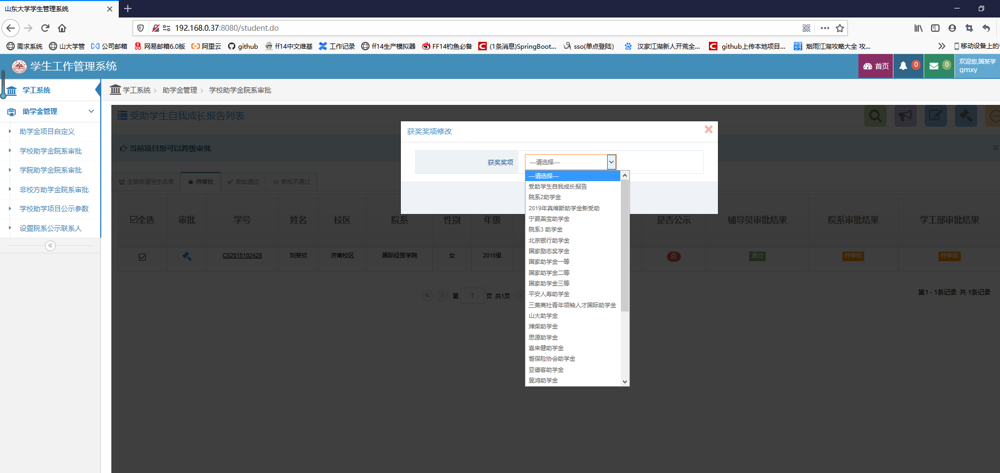 山东大学学生管理系统
192.168.0.37:8080/student.do
需求系统
山大学管
公司邮箱
网易邮箱6.0版
阿里云
github
ff14中文维基
工作记录
ff14生产模拟器
FF14钓鱼必备
(1条消息)SpringBoot...
sso(单点登陆)
汉家江湖新人开荒全...
github上传本地项目...
烟雨江湖攻略大全 攻...
移动设备上的
学生工作管理系统
首页
0
0
欢迎您,国某学
gmxy
学工系统
助学金管理
助学金项目自定义
学校助学金院系审批
学院助学金院系审批
非校方助学金院系审批
学校助学项目公示参数
设置院系公示联系人
学工系统
助学金管理
学校助学金院系审批
受助学生自我成长报告列表
当前项目您可以跨级审批
全部申请学生名单
待审批
审批通过
审批不通过
全选
审批
学号
姓名
校区
院系
性别
年级
是否公示
辅导员审批结果
院系审批结果
学工部审批结果
CS2015102428
刘某欣
济南校区
国际经贸学院
女
2015级
否
通过
待审批
待审批
第 1 页 共1页
第1 - 1条记录 共 1条记录
获奖奖项修改
获奖奖项
---请选择---
---请选择---
受助学生自我成长报告
院系2助学金
2019年真维斯助学金新受助
宁夏燕宝助学金
院系3 助学金
北京银行助学金
国家励志奖学金
国家助学金一等
国家助学金二等
国家助学金三等
平安人寿助学金
三菱商社青年领袖人才国际助学金
山大助学金
潍柴助学金
思源助学金
喜来健助学金
省保险协会助学金
亚德客助学金
昱鸿助学金